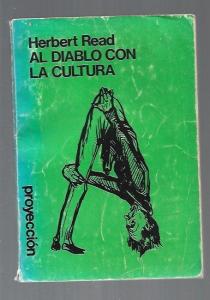 Herbert Read
AL DIABLO CON
LA CULTURA
proyección